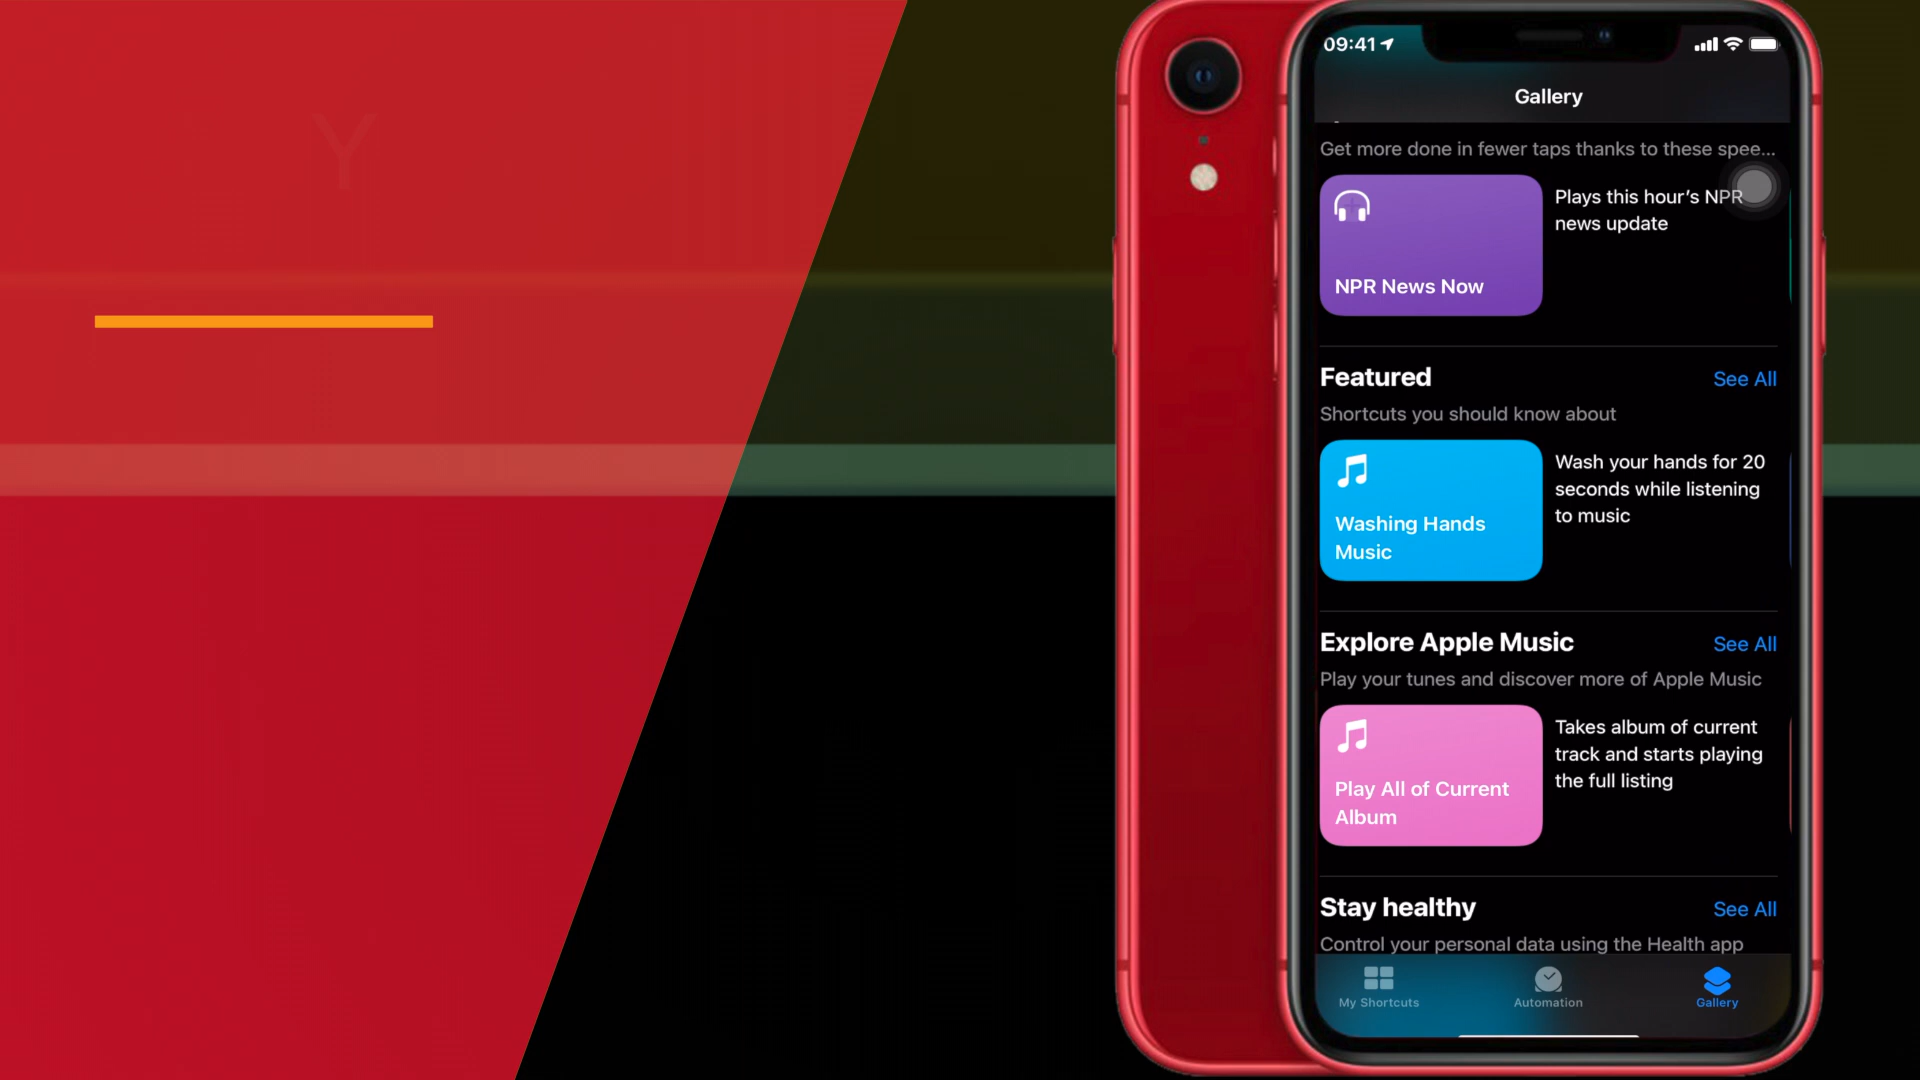 Y
09:41
Gallery
Get more done in fewer taps thanks to these spee...
Plays this hour's NPR
news update
NPR News Now
Featured
See All
Shortcuts you should know about
Wash your hands for 20
seconds while listening
to music
Washing Hands
Music
Explore Apple Music
See All
Play your tunes and discover more of Apple Music
Takes album of current
track and starts playing
the full listing
Play All of Current
Album
Stay healthy
See All
Control your personal data using the Health app
My Shortcuts
Automation
Gallery